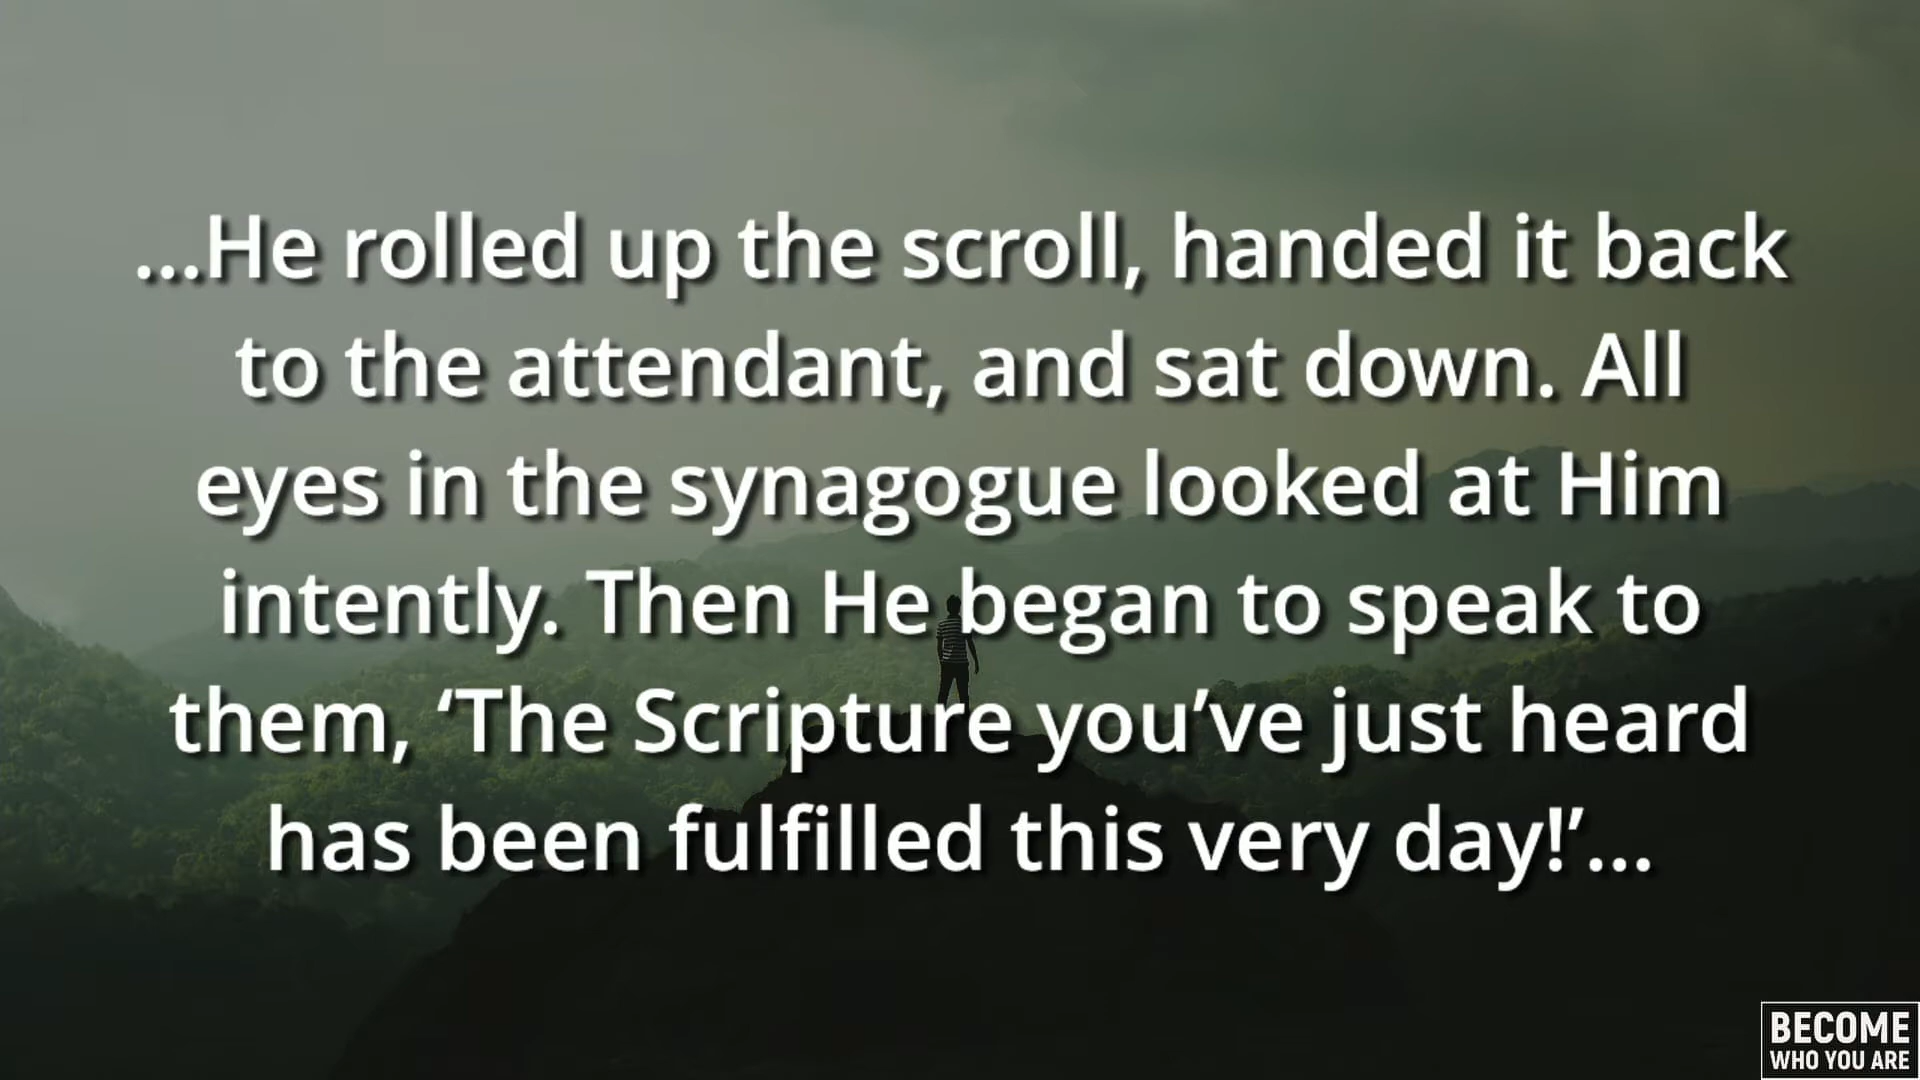 ...He rolled up the scroll, handed it back
to the attendant, and sat down. All
eyes in the synagogue looked at Him
intently. Then He began to speak to
them, ‘The Scripture you’ve just heard
has been fulfilled this very day!’...
BECOME
WHO YOU ARE